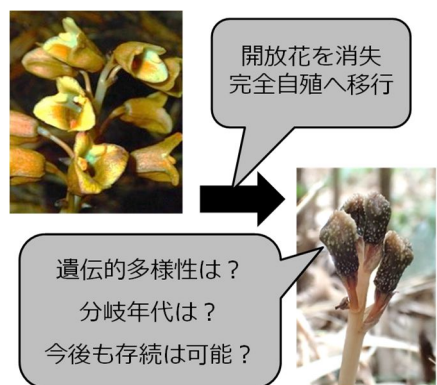 開放花を消失
完全自殖へ移行
遺伝的多様性は？
分岐年代は？
今後も存続は可能？